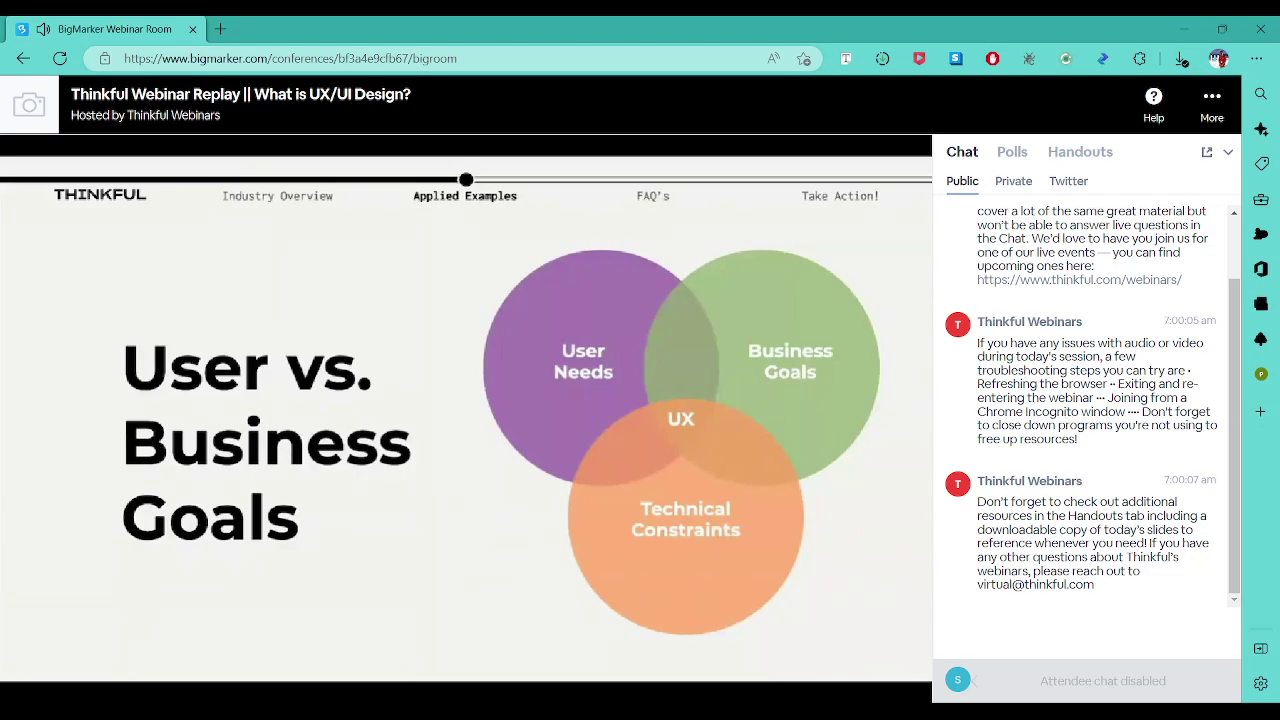 BigMarker Webinar Room
https://www.bigmarker.com/conferences/bf3a4e9cfb67/bigroom
Thinkful Webinar Replay || What is UX/UI Design?
Hosted by Thinkful Webinars
Help
More
THINKFUL
Industry Overview
Applied Examples
FAQ's
Take Action!
User vs.
Business
Goals
User
Needs
Business
Goals
UX
Technical
Constraints
Chat
Polls
Handouts
Public
Private
Twitter
cover a lot of the same great material but
won't be able to answer live questions in
the Chat. We'd love to have you join us for
one of our live events — you can find
upcoming ones here:
https://www.thinkful.com/webinars/
T
Thinkful Webinars
7:00:05 am
If you have any issues with audio or video
during today's session, a few
troubleshooting steps you can try are •
Refreshing the browser •• Exiting and re-
entering the webinar ••• Joining from a
Chrome Incognito window •••• Don't forget
to close down programs you're not using to
free up resources!
T
Thinkful Webinars
7:00:07 am
Don't forget to check out additional
resources in the Handouts tab including a
downloadable copy of today's slides to
reference whenever you need! If you have
any other questions about Thinkful's
webinars, please reach out to
virtual@thinkful.com
S
Attendee chat disabled